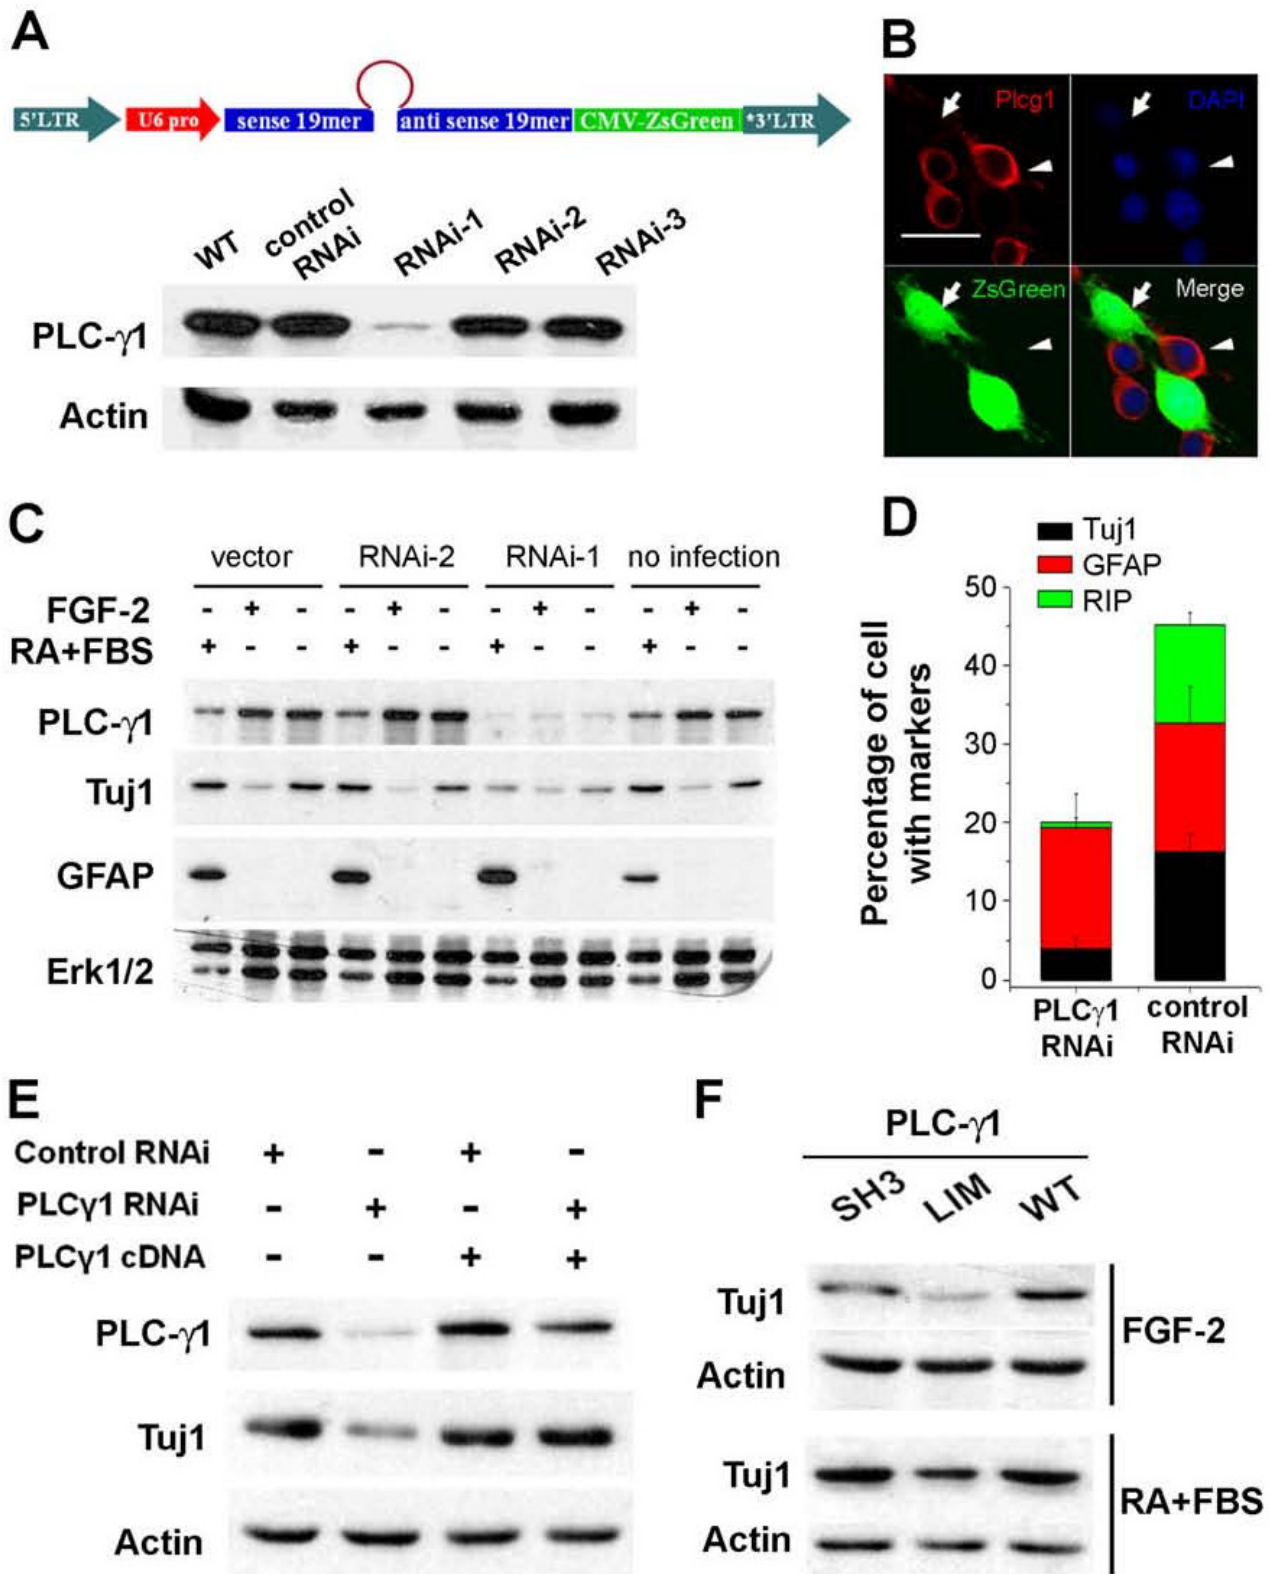 A
5'LTR U6 pro sense 19mer anti sense 19mer CMV-ZsGreen *3'LTR
WT control RNAi RNAi-1 RNAi-2 RNAi-3
PLC-γ1
Actin
B
Plcg1 DAPI
ZsGreen Merge
C
vector RNAi-2 RNAi-1 no infection
FGF-2 - + - - + - - + - - + -
RA+FBS + - - + - - + - - + - -
PLC-γ1
Tuj1
GFAP
Erk1/2
D
Tuj1
GFAP
RIP
50
40
30
20
10
0
Percentage of cell
with markers
PLCγ1
RNAi
control
RNAi
E
Control RNAi + - + -
PLCγ1 RNAi - + - +
PLCγ1 cDNA - - + +
PLC-γ1
Tuj1
Actin
F
PLC-γ1
SH3 LIM WT
Tuj1
Actin
FGF-2
Tuj1
Actin
RA+FBS